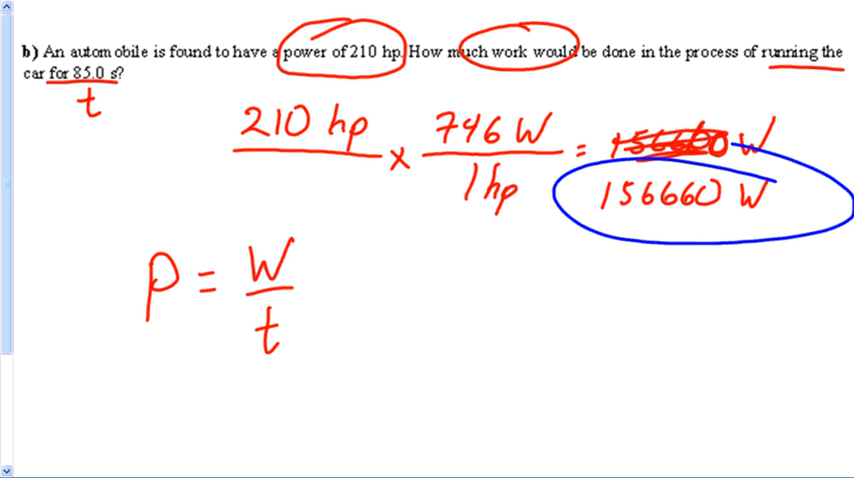 b) An automobile is found to have a power of 210 hp. How much work would be done in the process of running the
car for 85.0 s?
t
210 hp × 746 W = W
1 hp
156660 W
P = W
t